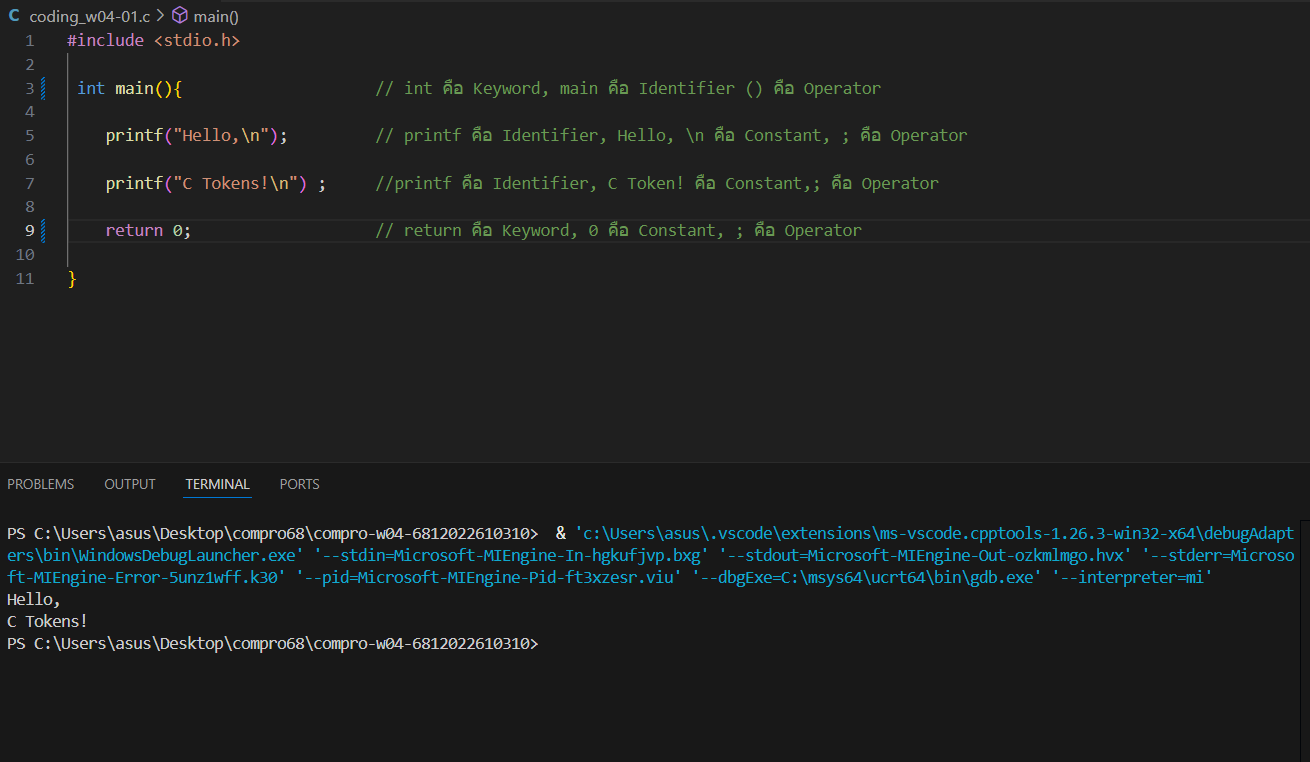 C coding_w04-01.c > main()
1 #include <stdio.h>
2
3 int main(){ // int คือ Keyword, main คือ Identifier () คือ Operator
4
5 printf("Hello,\n"); // printf คือ Identifier, Hello, \n คือ Constant, ; คือ Operator
6
7 printf("C Tokens!\n") ; //printf คือ Identifier, C Token! คือ Constant,; คือ Operator
8
9 return 0; // return คือ Keyword, 0 คือ Constant, ; คือ Operator
10
11 }
PROBLEMS OUTPUT TERMINAL PORTS
PS C:\Users\asus\Desktop\compro68\compro-w04-6812022610310> & 'c:\Users\asus\.vscode\extensions\ms-vscode.cpptools-1.26.3-win32-x64\debugAdapt
ers\bin\WindowsDebugLauncher.exe' '--stdin=Microsoft-MIEngine-In-hgkufjvp.bxg' '--stdout=Microsoft-MIEngine-Out-ozkmlmgo.hvx' '--stderr=Microso
ft-MIEngine-Error-5unz1wff.k30' '--pid=Microsoft-MIEngine-Pid-ft3xzesr.viu' '--dbgExe=C:\msys64\ucrt64\bin\gdb.exe' '--interpreter=mi'
Hello,
C Tokens!
PS C:\Users\asus\Desktop\compro68\compro-w04-6812022610310>